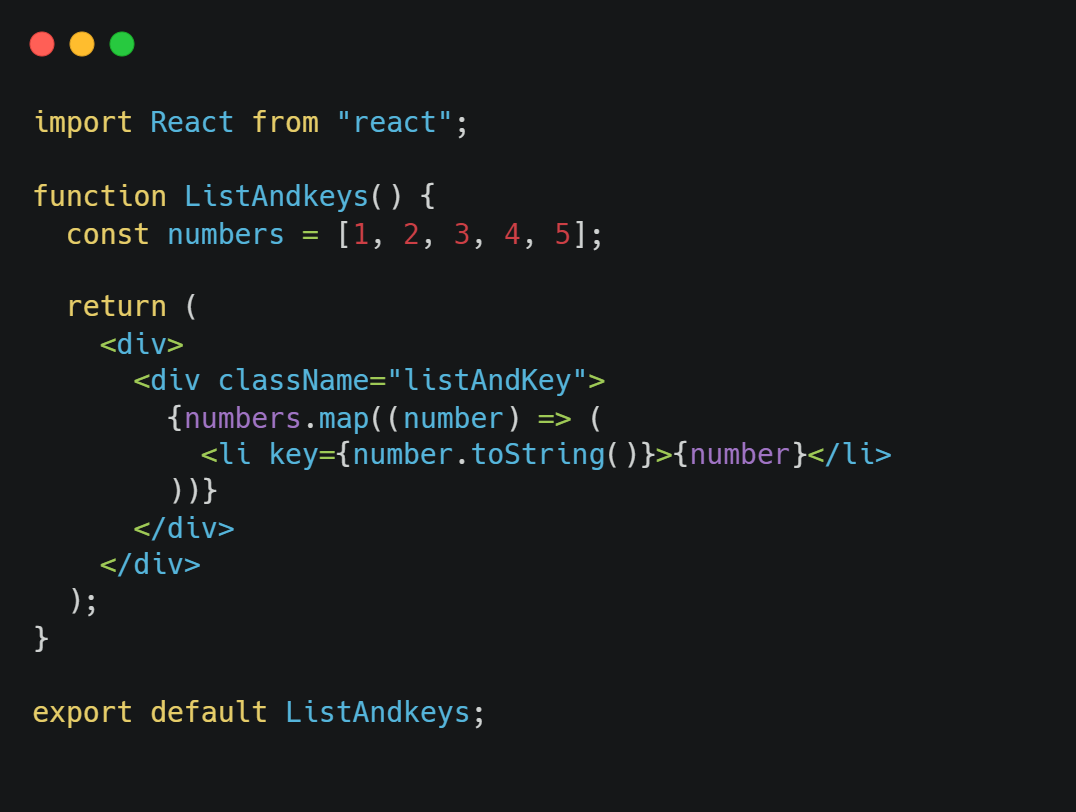 import React from "react";

function ListAndkeys() {
  const numbers = [1, 2, 3, 4, 5];

  return (
    <div>
      <div className="listAndKey">
        {numbers.map((number) => (
          <li key={number.toString()}>{number}</li>
        ))}
      </div>
    </div>
  );
}

export default ListAndkeys;